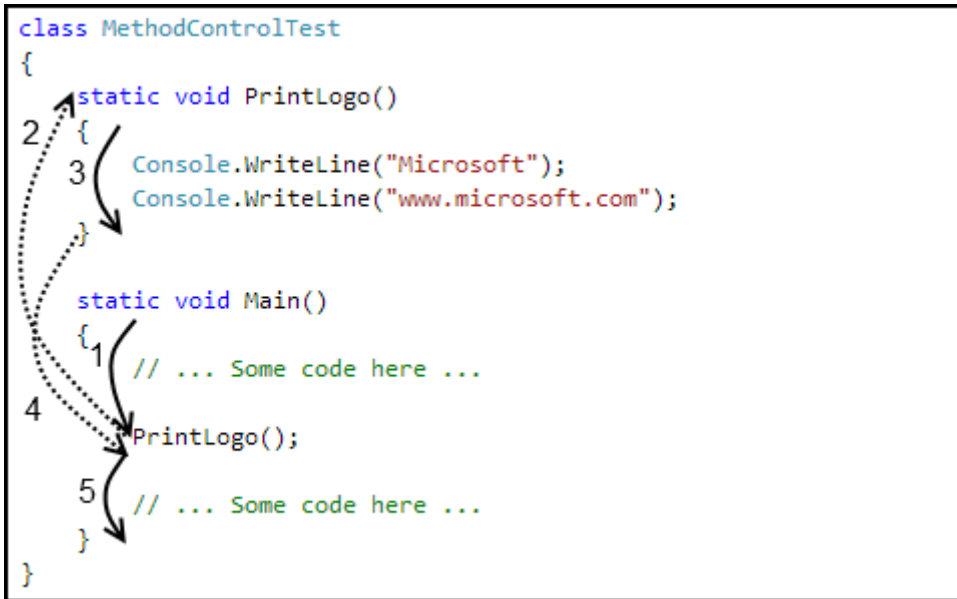 class MethodControlTest
{
static void PrintLogo()
2 {
3 Console.WriteLine("Microsoft");
Console.WriteLine("www.microsoft.com");
}
static void Main()
{
1
// ... Some code here ...
4
PrintLogo();
5 // ... Some code here ...
}
}